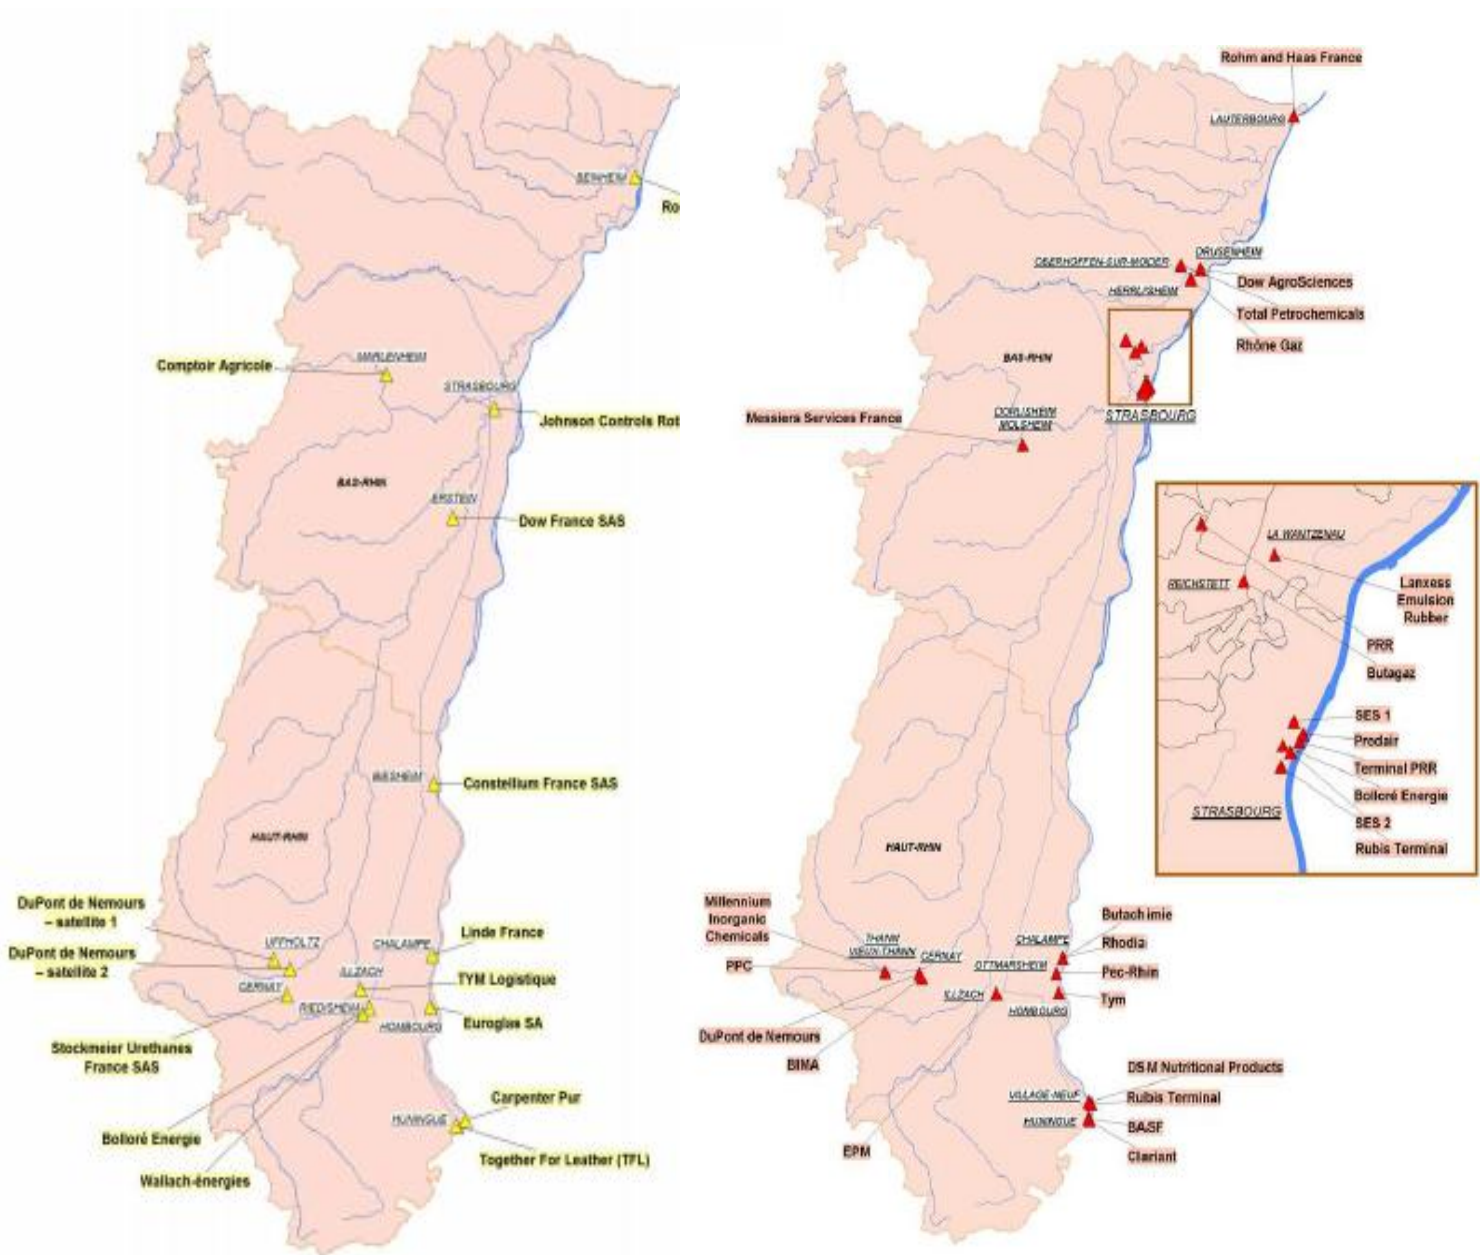 SEINHEIM
Ro
Comptoir Agricole
MARLENHEIM
STRASBOURG
Johnson Controls Rot
BAS-RHIN
ERSTEIN
Dow France SAS
BIESHEIM
Constellium France SAS
HAUT-RHIN
DuPont de Nemours
– satellite 1
DuPont de Nemours
– satellite 2
UFFHOLTZ
CHALAMPE
Linde France
ILLZACH
TYM Logistique
CERNAY
RIEDISHEIM
HOMBOURG
Euroglas SA
Stockmeier Urethanes
France SAS
Carpenter Pur
HUNINGUE
Bolloré Energie
Together For Leather (TFL)
Wallach-énergies
Rohm and Haas France
LAUTERBOURG
DRUSENHEIM
OBERHOFFEN-SUR-MODER
HERRLISHEIM
Dow AgroSciences
Total Petrochemicals
Rhône Gaz
BAS-RHIN
Messiers Services France
DORLISHEIM
MOLSHEIM
STRASBOURG
LA WANTZENAU
REICHSTETT
Lanxess
Emulsion
Rubber
PRR
Butagaz
SES 1
Prodair
Terminal PRR
Bolloré Energie
STRASBOURG
SES 2
Rubis Terminal
HAUT-RHIN
Millennium
Inorganic
Chemicals
THANN
VIEUX-THANN
CERNAY
PPC
CHALAMPE
OTTMARSHEIM
Butachimie
Rhodia
Pec-Rhin
Tym
ILLZACH
HOMBOURG
DuPont de Nemours
BIMA
DSM Nutritional Products
VILLAGE-NEUF
Rubis Terminal
HUNINGUE
BASF
EPM
Clariant